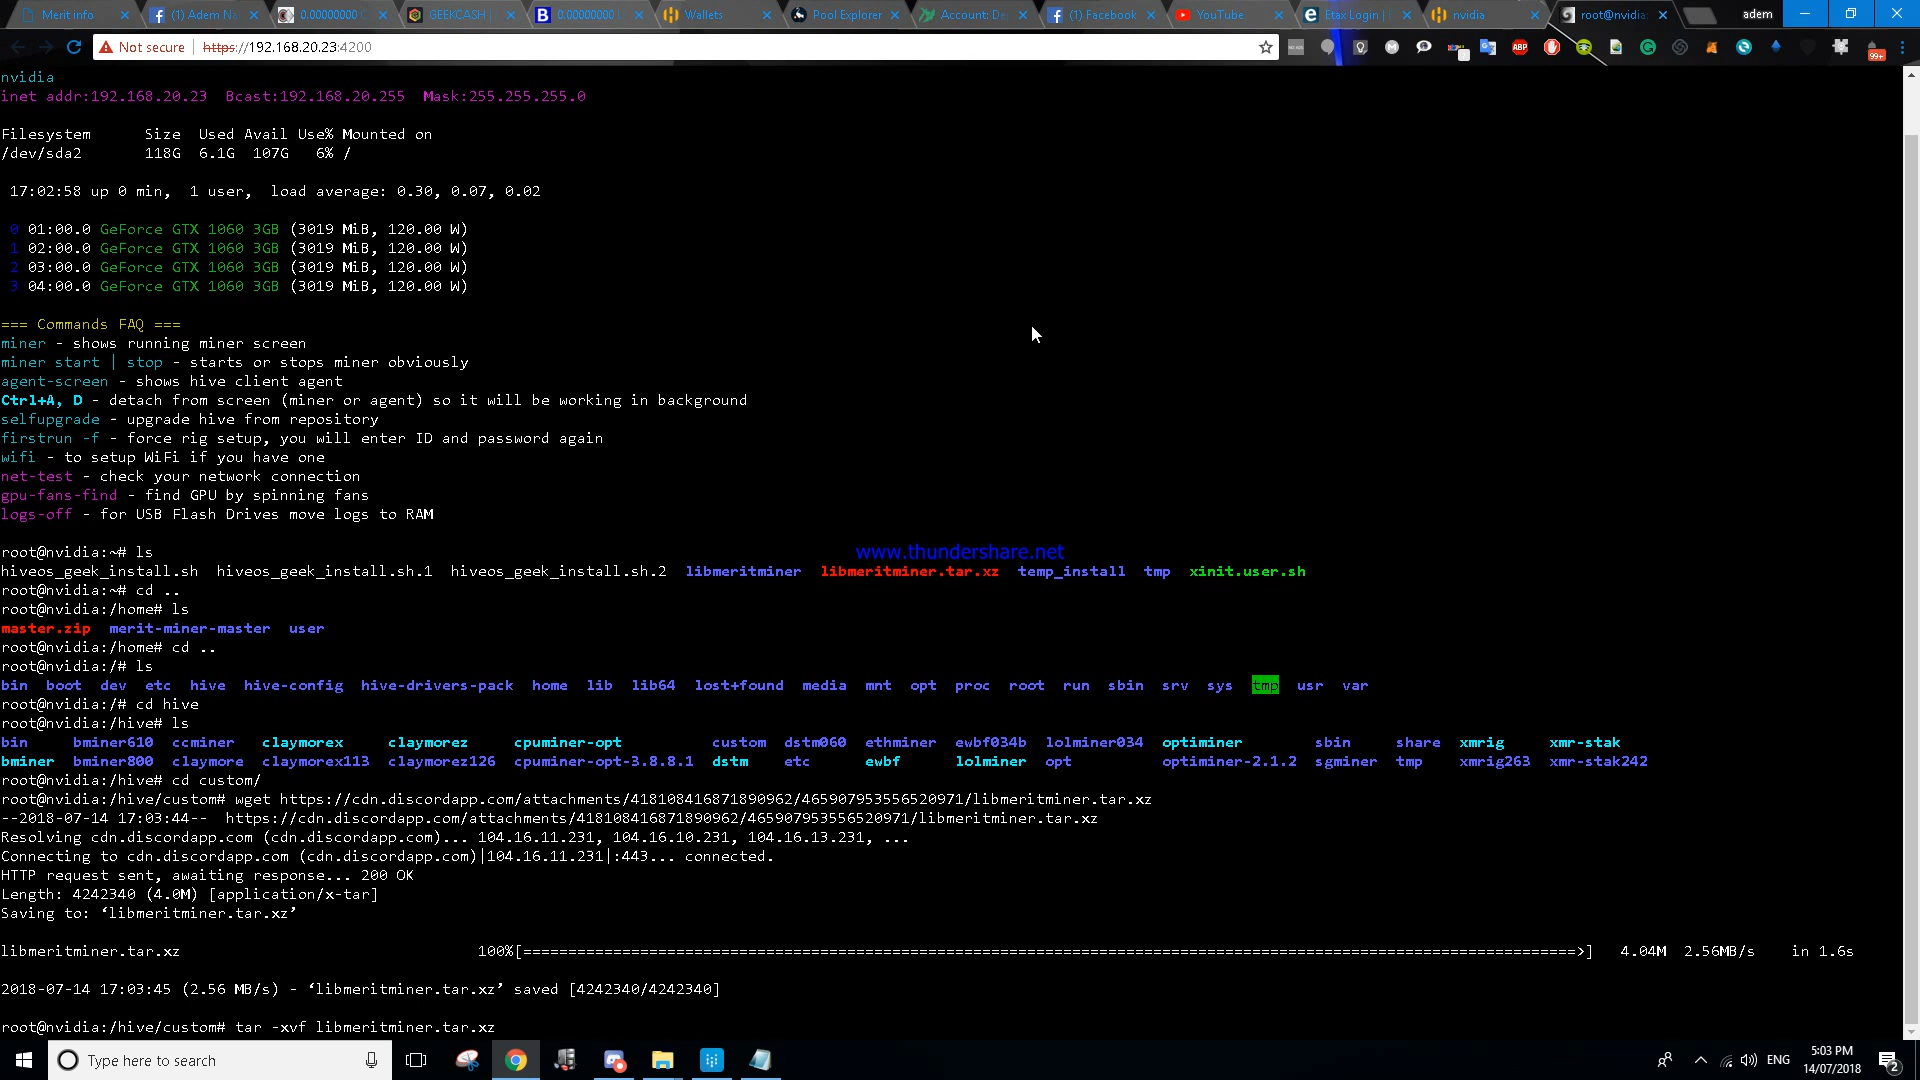 Merit info
(1) Adem Na
0.00000000 C
GEEKCASH |
0.00000000 L
Wallets
Pool Explorer
Account: De
(1) Facebook
YouTube
Etax Login |
nvidia
root@nvidia:
adem
Not secure | https://192.168.20.23:4200
ABP
99+
nvidia
inet addr:192.168.20.23  Bcast:192.168.20.255  Mask:255.255.255.0
Filesystem      Size  Used Avail Use% Mounted on
/dev/sda2       118G  6.1G  107G   6% /
17:02:58 up 0 min,  1 user,  load average: 0.30, 0.07, 0.02
0 01:00.0 GeForce GTX 1060 3GB (3019 MiB, 120.00 W)
1 02:00.0 GeForce GTX 1060 3GB (3019 MiB, 120.00 W)
2 03:00.0 GeForce GTX 1060 3GB (3019 MiB, 120.00 W)
3 04:00.0 GeForce GTX 1060 3GB (3019 MiB, 120.00 W)
=== Commands FAQ ===
miner - shows running miner screen
miner start | stop - starts or stops miner obviously
agent-screen - shows hive client agent
Ctrl+A, D - detach from screen (miner or agent) so it will be working in background
selfupgrade - upgrade hive from repository
firstrun -f - force rig setup, you will enter ID and password again
wifi - to setup WiFi if you have one
net-test - check your network connection
gpu-fans-find - find GPU by spinning fans
logs-off - for USB Flash Drives move logs to RAM
root@nvidia:~# ls
www.thundershare.net
hiveos_geek_install.sh  hiveos_geek_install.sh.1  hiveos_geek_install.sh.2  libmeritminer  libmeritminer.tar.xz  temp_install  tmp  xinit.user.sh
root@nvidia:~# cd ..
root@nvidia:/home# ls
master.zip  merit-miner-master  user
root@nvidia:/home# cd ..
root@nvidia:/# ls
bin  boot  dev  etc  hive  hive-config  hive-drivers-pack  home  lib  lib64  lost+found  media  mnt  opt  proc  root  run  sbin  srv  sys  tmp  usr  var
root@nvidia:/# cd hive
root@nvidia:/hive# ls
bin  bminer610  ccminer  claymorex  claymorez  cpuminer-opt  custom  dstm060  ethminer  ewbf034b  lolminer034  optiminer  sbin  share  xmrig  xmr-stak
bminer  bminer800  claymore  claymorex113  claymorez126  cpuminer-opt-3.8.8.1  dstm  etc  ewbf  lolminer  opt  optiminer-2.1.2  sgminer  tmp  xmrig263  xmr-stak242
root@nvidia:/hive# cd custom/
root@nvidia:/hive/custom# wget https://cdn.discordapp.com/attachments/418108416871890962/465907953556520971/libmeritminer.tar.xz
--2018-07-14 17:03:44--  https://cdn.discordapp.com/attachments/418108416871890962/465907953556520971/libmeritminer.tar.xz
Resolving cdn.discordapp.com (cdn.discordapp.com)... 104.16.11.231, 104.16.10.231, 104.16.13.231, ...
Connecting to cdn.discordapp.com (cdn.discordapp.com)|104.16.11.231|:443... connected.
HTTP request sent, awaiting response... 200 OK
Length: 4242340 (4.0M) [application/x-tar]
Saving to: ‘libmeritminer.tar.xz’
libmeritminer.tar.xz  100%[=====================================================================================================================>]  4.04M  2.56MB/s  in 1.6s
2018-07-14 17:03:45 (2.56 MB/s) - ‘libmeritminer.tar.xz’ saved [4242340/4242340]
root@nvidia:/hive/custom# tar -xvf libmeritminer.tar.xz
Type here to search
ENG
5:03 PM
14/07/2018
2